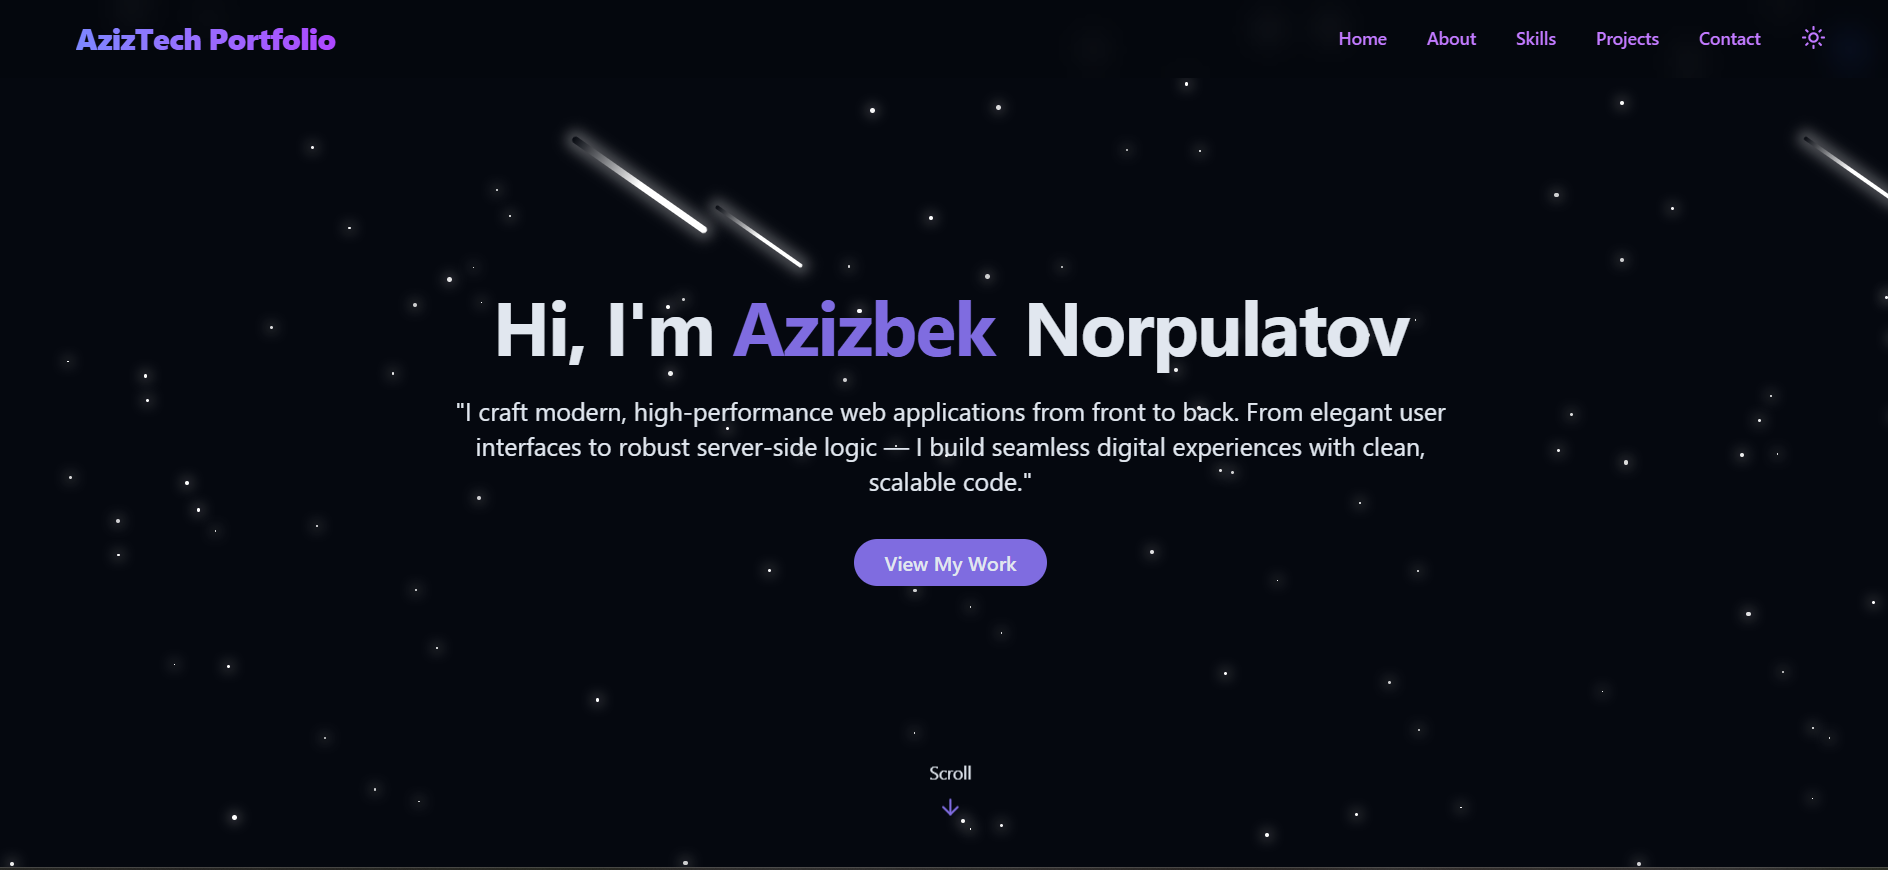 AzizTech Portfolio
Home About Skills Projects Contact
Hi, I'm Azizbek Norpulatov
"I craft modern, high-performance web applications from front to back. From elegant user
interfaces to robust server-side logic — I build seamless digital experiences with clean,
scalable code."
View My Work
Scroll